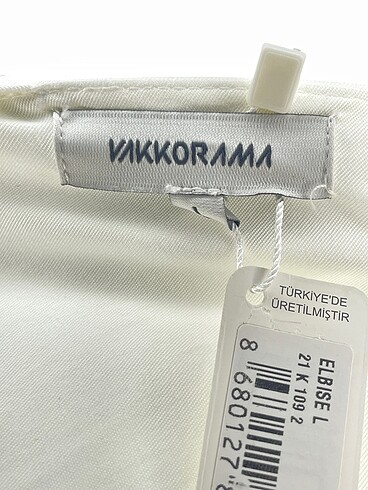 VAKKORAMA
TÜRKİYE'DE
ÜRETİLMİŞTİR
ELBISE L
21 K 109 2
8 680127